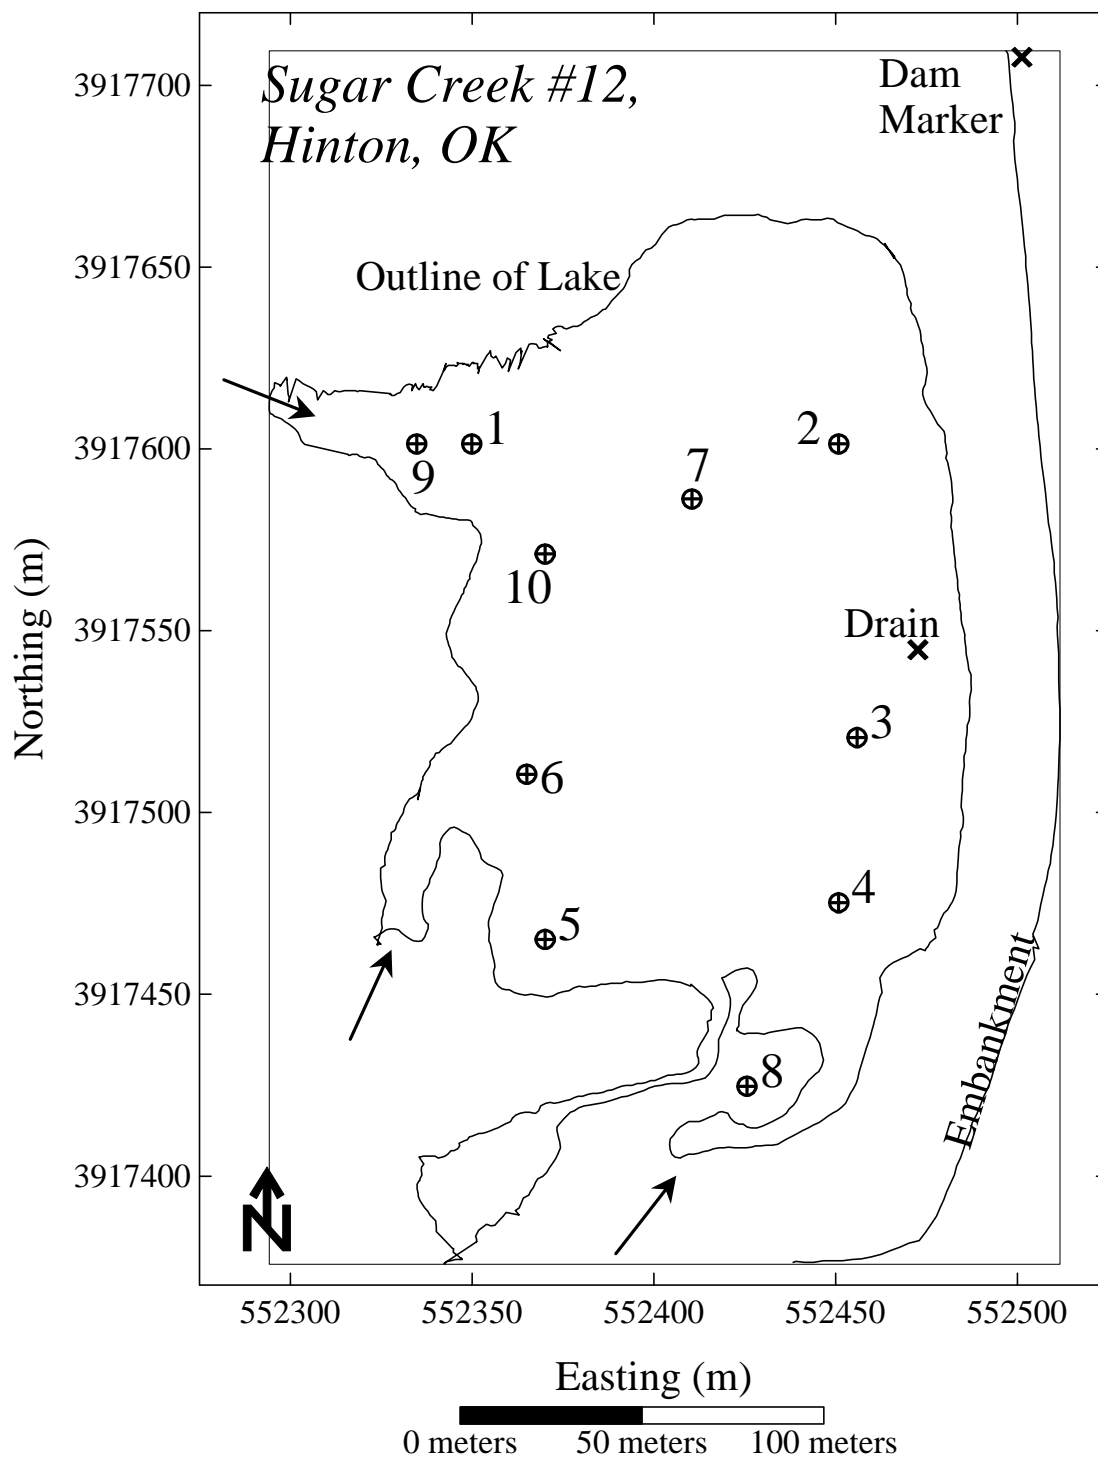 Sugar Creek #12,
Hinton, OK
Dam
Marker
Outline of Lake
1
2
9
7
10
Drain
3
6
4
5
8
Embankment
N
3917700
3917650
3917600
3917550
3917500
3917450
3917400
Northing (m)
552300
552350
552400
552450
552500
Easting (m)
0 meters
50 meters
100 meters